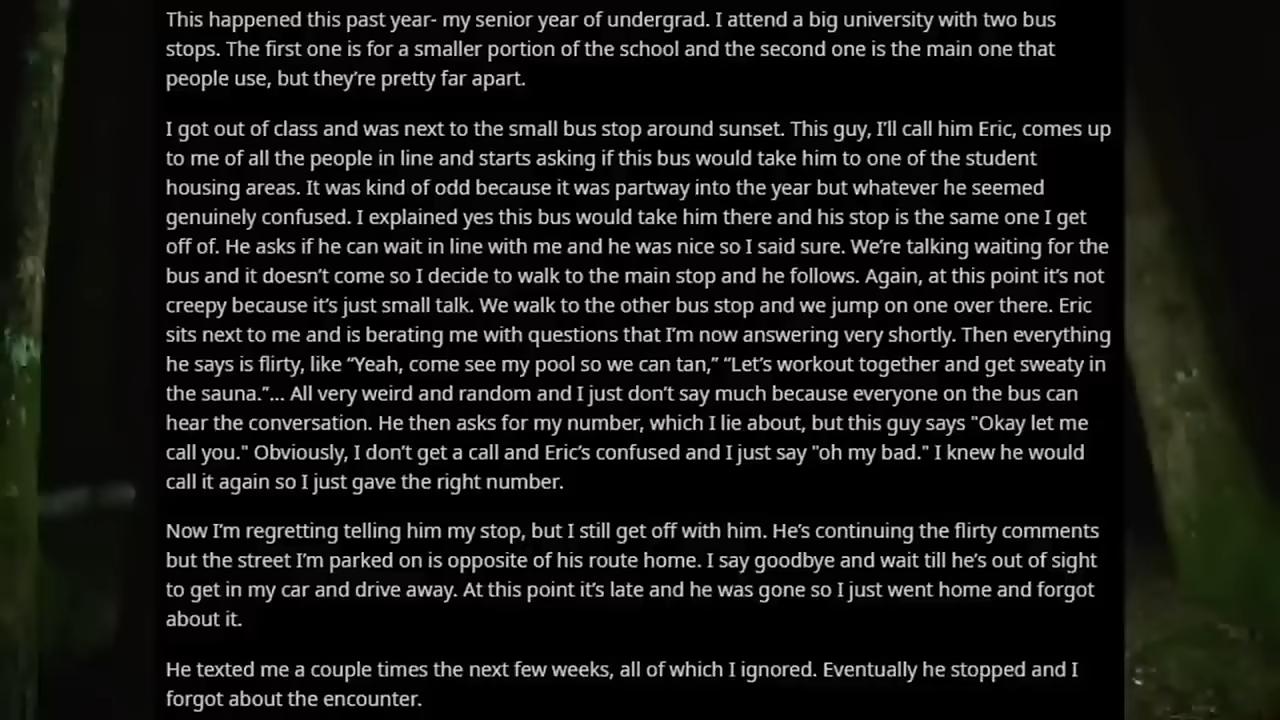 This happened this past year- my senior year of undergrad. I attend a big university with two bus
stops. The first one is for a smaller portion of the school and the second one is the main one that
people use, but they're pretty far apart.
I got out of class and was next to the small bus stop around sunset. This guy, I'll call him Eric, comes up
to me of all the people in line and starts asking if this bus would take him to one of the student
housing areas. It was kind of odd because it was partway into the year but whatever he seemed
genuinely confused. I explained yes this bus would take him there and his stop is the same one I get
off of. He asks if he can wait in line with me and he was nice so I said sure. We're talking waiting for the
bus and it doesn't come so I decide to walk to the main stop and he follows. Again, at this point it's not
creepy because it's just small talk. We walk to the other bus stop and we jump on one over there. Eric
sits next to me and is berating me with questions that I'm now answering very shortly. Then everything
he says is flirty, like “Yeah, come see my pool so we can tan,” “Let's workout together and get sweaty in
the sauna.”... All very weird and random and I just don't say much because everyone on the bus can
hear the conversation. He then asks for my number, which I lie about, but this guy says "Okay let me
call you." Obviously, I don't get a call and Eric's confused and I just say "oh my bad." I knew he would
call it again so I just gave the right number.
Now I'm regretting telling him my stop, but I still get off with him. He's continuing the flirty comments
but the street I'm parked on is opposite of his route home. I say goodbye and wait till he's out of sight
to get in my car and drive away. At this point it's late and he was gone so I just went home and forgot
about it.
He texted me a couple times the next few weeks, all of which I ignored. Eventually he stopped and I
forgot about the encounter.